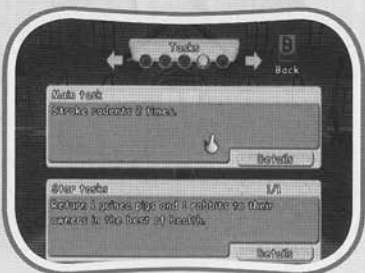 Tasks
B
Back
Main task
Stroke rodents 2 times.
Details
Star tasks
1/1
Return 1 guinea pigs and 1 rabbits to their
owners in the best of health.
Details